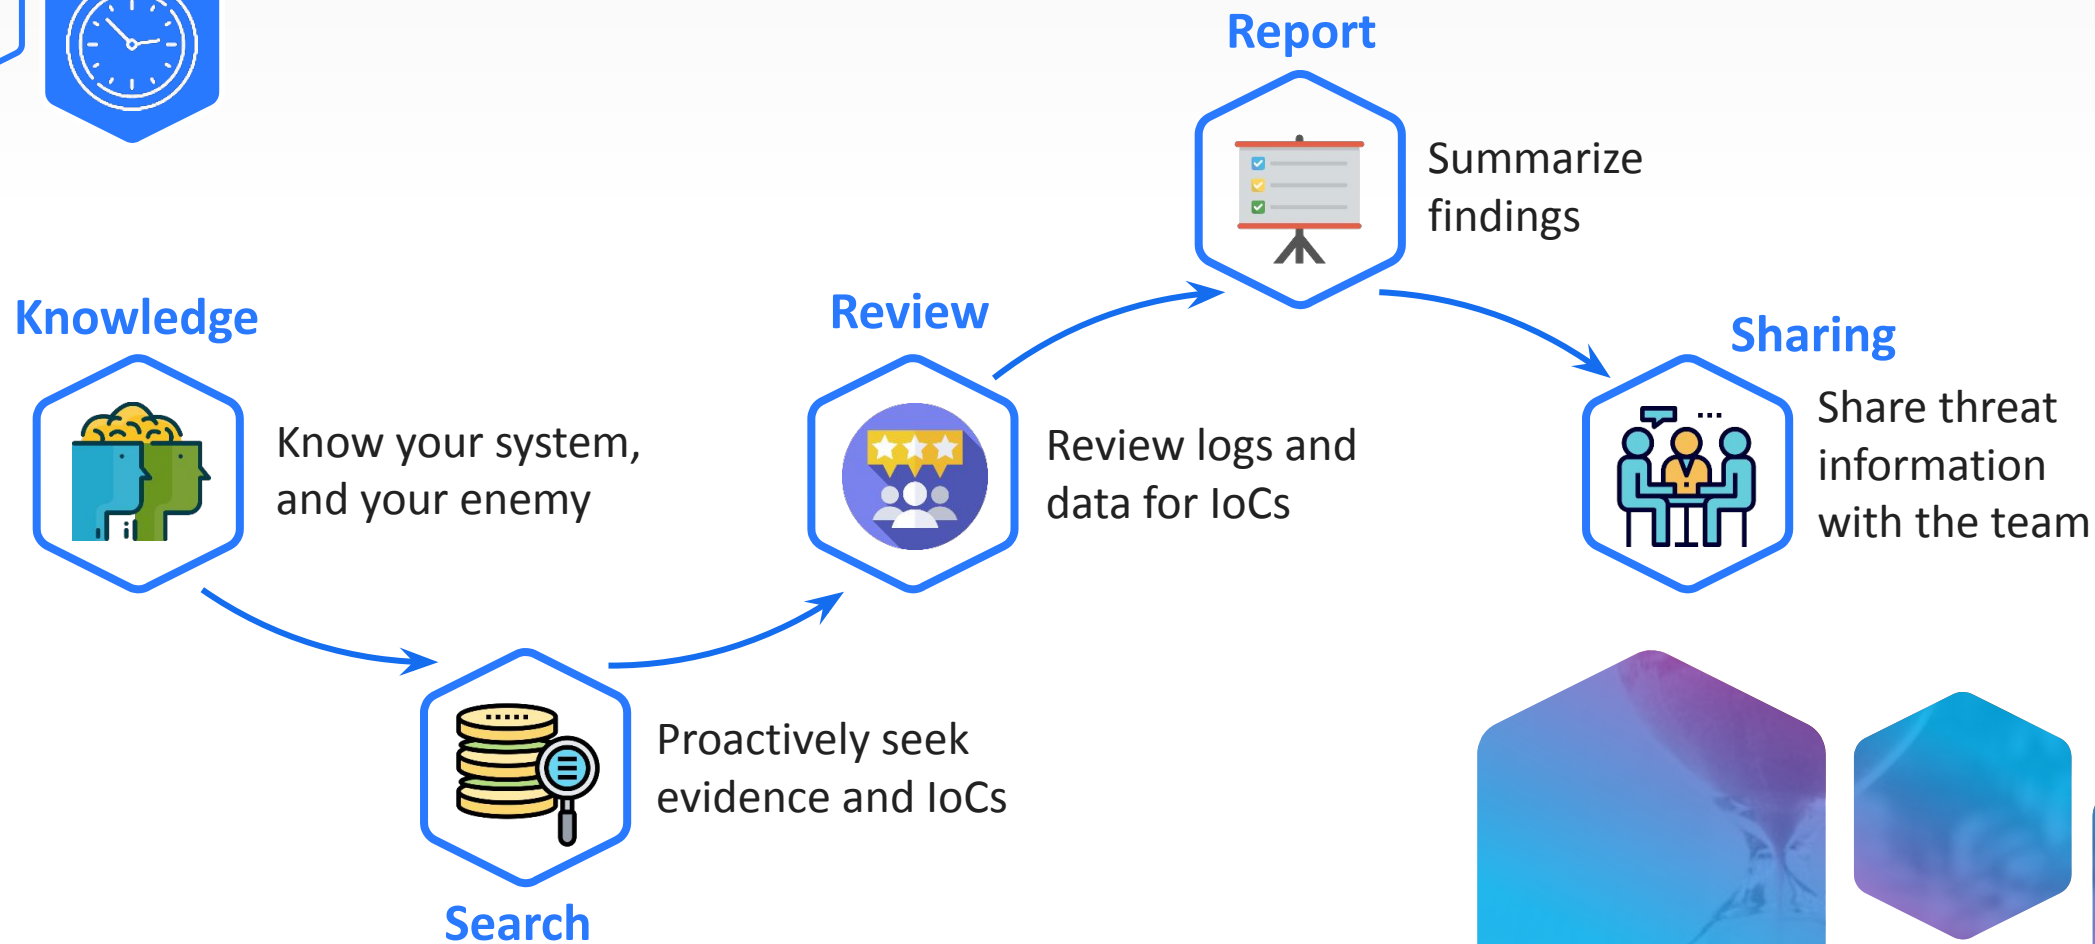 Knowledge
Know your system,
and your enemy
Search
Proactively seek
evidence and IoCs
Review
Review logs and
data for IoCs
Report
Summarize
findings
Sharing
Share threat
information
with the team